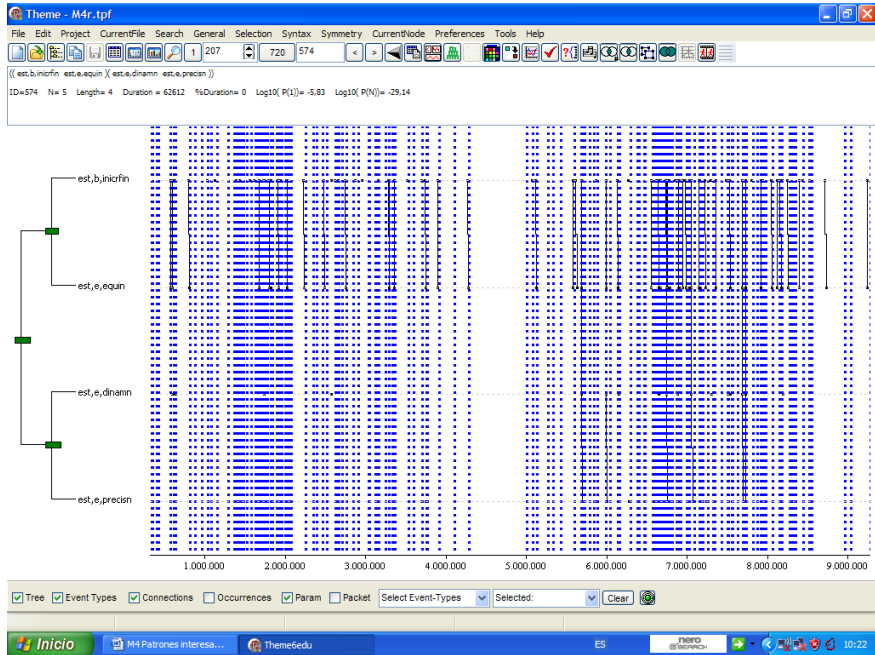 Theme - M4r.tpf
File Edit Project CurrentFile Search General Selection Syntax Symmetry CurrentNode Preferences Tools Help
1 207 720 574 < >
(( est,b,inicrfin est,e,equin )( est,e,dinamn est,e,precisn ))
ID=574 N= 5 Length= 4 Duration = 62612 %Duration= 0 Log10( P(1))= -5,83 Log10( P(N))= -29,14
est,b,inicrfin
est,e,equin
est,e,dinamn
est,e,precisn
1.000.000 2.000.000 3.000.000 4.000.000 5.000.000 6.000.000 7.000.000 8.000.000 9.000.000
Tree Event Types Connections Occurrences Param Packet Select Event-Types Selected: Clear
Inicio M4 Patrones interesa... Theme6edu ES nero SEARCH 10:22